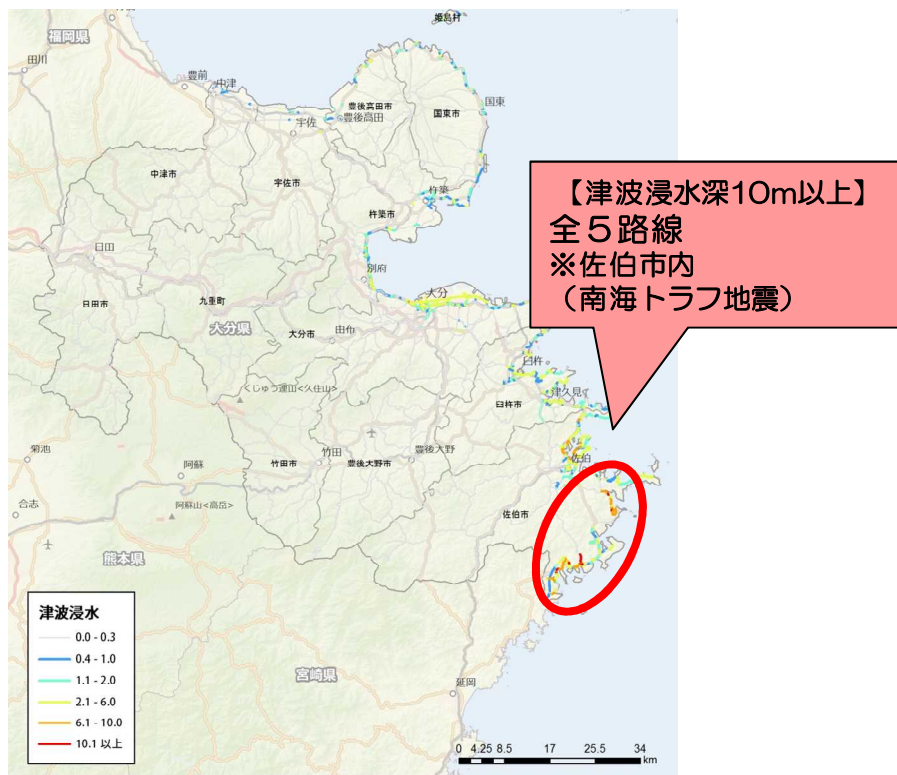 姫島村
福岡県
田川
豊前
中津
国東
豊後高田市
豊後高田
国東市
宇佐
中津市
宇佐市
杵築
杵築市
【津波浸水深10m以上】
全5路線
※佐伯市内
(南海トラフ地震)
日田
別府
大分
日田市
九重町
大分県
大分市
由布
臼杵
くじゅう連山<久住山>
津久見
臼杵市
菊池
阿蘇
竹田
竹田市
豊後大野市
豊後大野
佐伯
合志
阿蘇山<高岳>
佐伯市
熊本県
津波浸水
0.0 - 0.3
0.4 - 1.0
1.1 - 2.0
2.1 - 6.0
6.1 - 10.0
10.1 以上
宮崎県
延岡
0 4.25 8.5 17 25.5 34
km